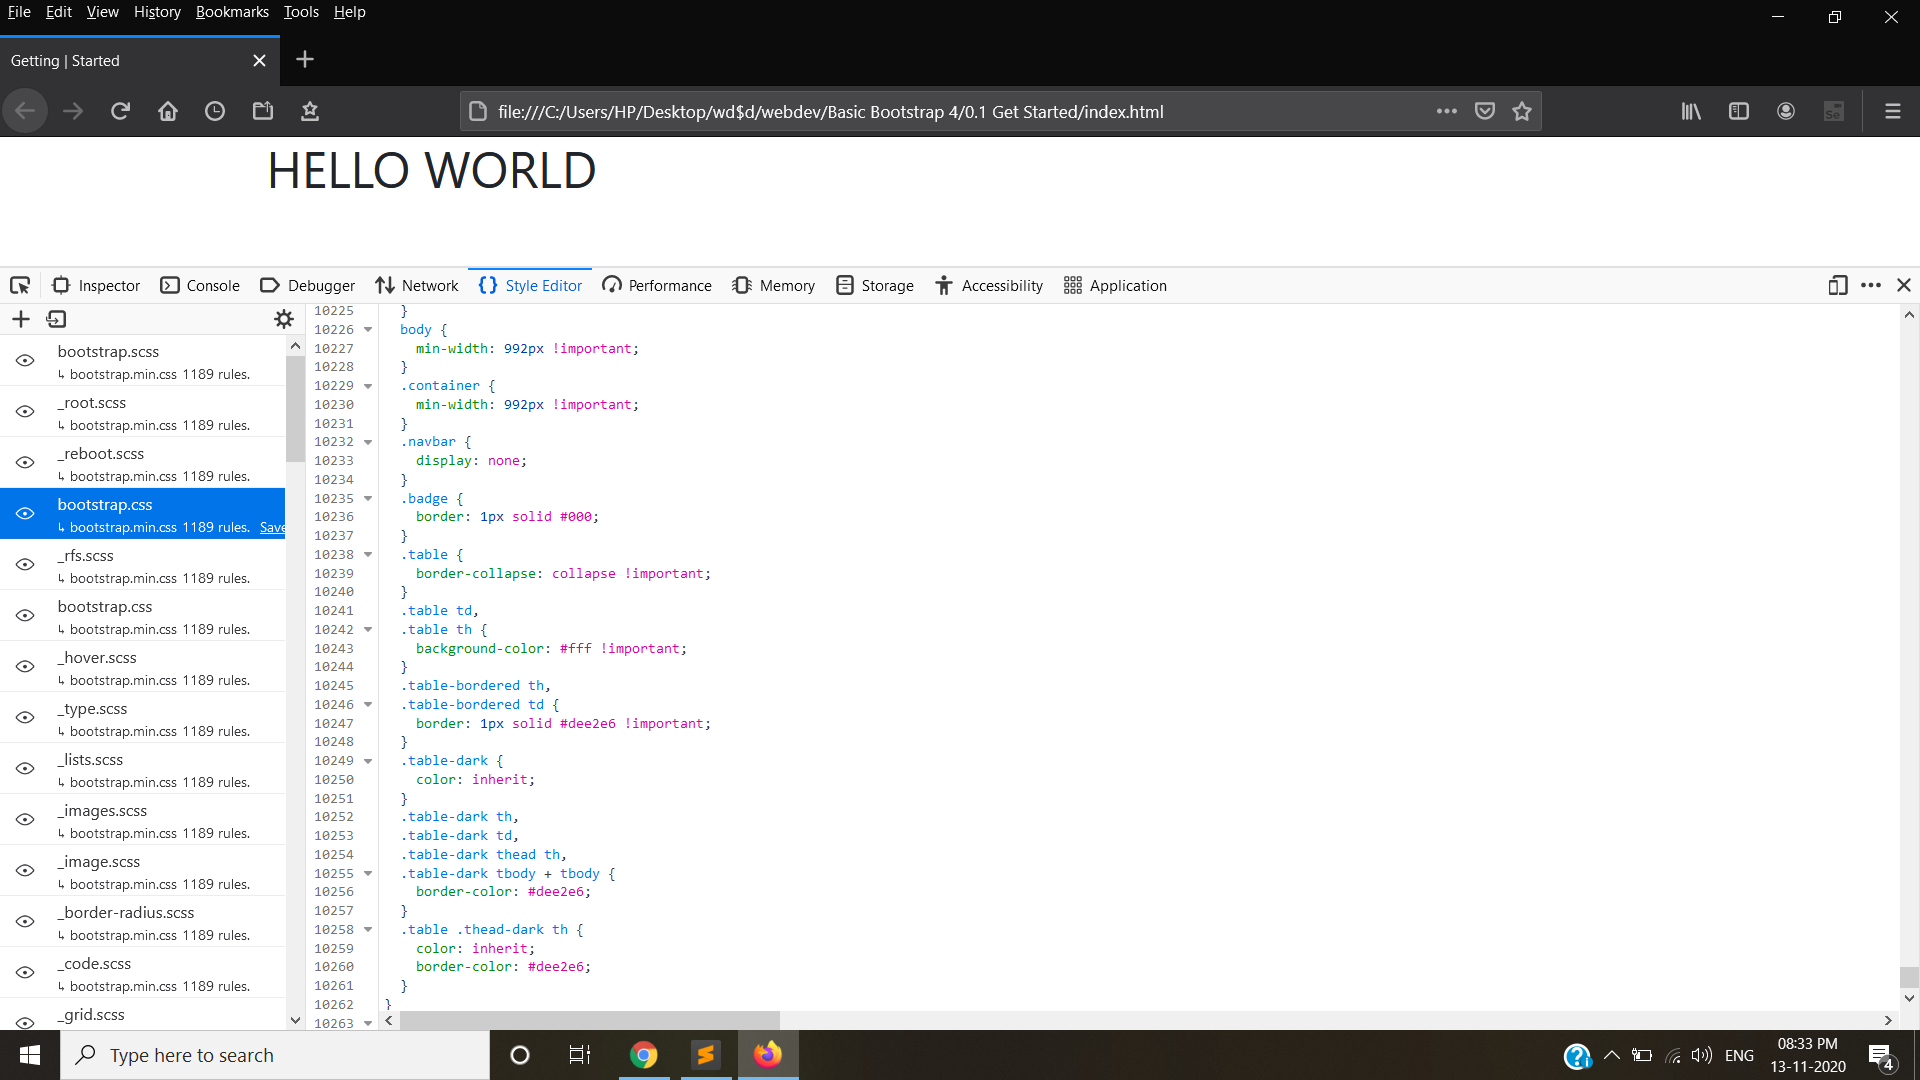 File Edit View History Bookmarks Tools Help
Getting | Started
file:///C:/Users/HP/Desktop/wd$d/webdev/Basic Bootstrap 4/0.1 Get Started/index.html
HELLO WORLD
Inspector Console Debugger Network Style Editor Performance Memory Storage Accessibility Application
bootstrap.scss
↳ bootstrap.min.css 1189 rules.
_root.scss
↳ bootstrap.min.css 1189 rules.
_reboot.scss
↳ bootstrap.min.css 1189 rules.
bootstrap.css
↳ bootstrap.min.css 1189 rules. Save
_rfs.scss
↳ bootstrap.min.css 1189 rules.
bootstrap.css
↳ bootstrap.min.css 1189 rules.
_hover.scss
↳ bootstrap.min.css 1189 rules.
_type.scss
↳ bootstrap.min.css 1189 rules.
_lists.scss
↳ bootstrap.min.css 1189 rules.
_images.scss
↳ bootstrap.min.css 1189 rules.
_image.scss
↳ bootstrap.min.css 1189 rules.
_border-radius.scss
↳ bootstrap.min.css 1189 rules.
_code.scss
↳ bootstrap.min.css 1189 rules.
_grid.scss
10225 }
10226 body {
10227 min-width: 992px !important;
10228 }
10229 .container {
10230 min-width: 992px !important;
10231 }
10232 .navbar {
10233 display: none;
10234 }
10235 .badge {
10236 border: 1px solid #000;
10237 }
10238 .table {
10239 border-collapse: collapse !important;
10240 }
10241 .table td,
10242 .table th {
10243 background-color: #fff !important;
10244 }
10245 .table-bordered th,
10246 .table-bordered td {
10247 border: 1px solid #dee2e6 !important;
10248 }
10249 .table-dark {
10250 color: inherit;
10251 }
10252 .table-dark th,
10253 .table-dark td,
10254 .table-dark thead th,
10255 .table-dark tbody + tbody {
10256 border-color: #dee2e6;
10257 }
10258 .table .thead-dark th {
10259 color: inherit;
10260 border-color: #dee2e6;
10261 }
10262 }
10263
Type here to search
ENG
08:33 PM
13-11-2020
4